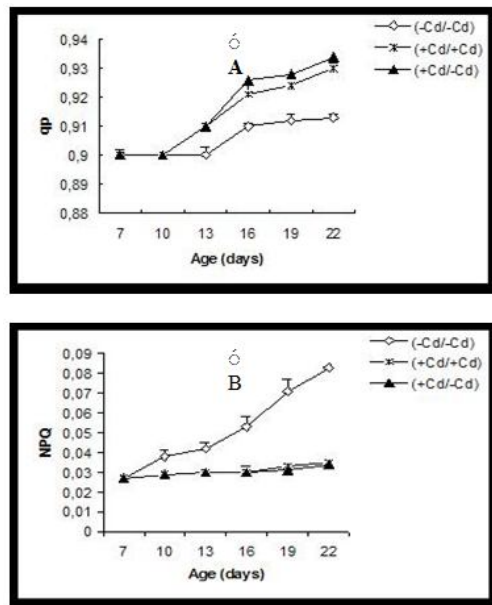 Ó
A
(-Cd/-Cd)
(+Cd/+Cd)
(+Cd/-Cd)
qp
0,94
0,93
0,92
0,91
0,9
0,89
0,88
7 10 13 16 19 22
Age (days)
Ó
B
(-Cd/-Cd)
(+Cd/+Cd)
(+Cd/-Cd)
NPQ
0,09
0,08
0,07
0,06
0,05
0,04
0,03
0,02
0,01
0
7 10 13 16 19 22
Age (days)